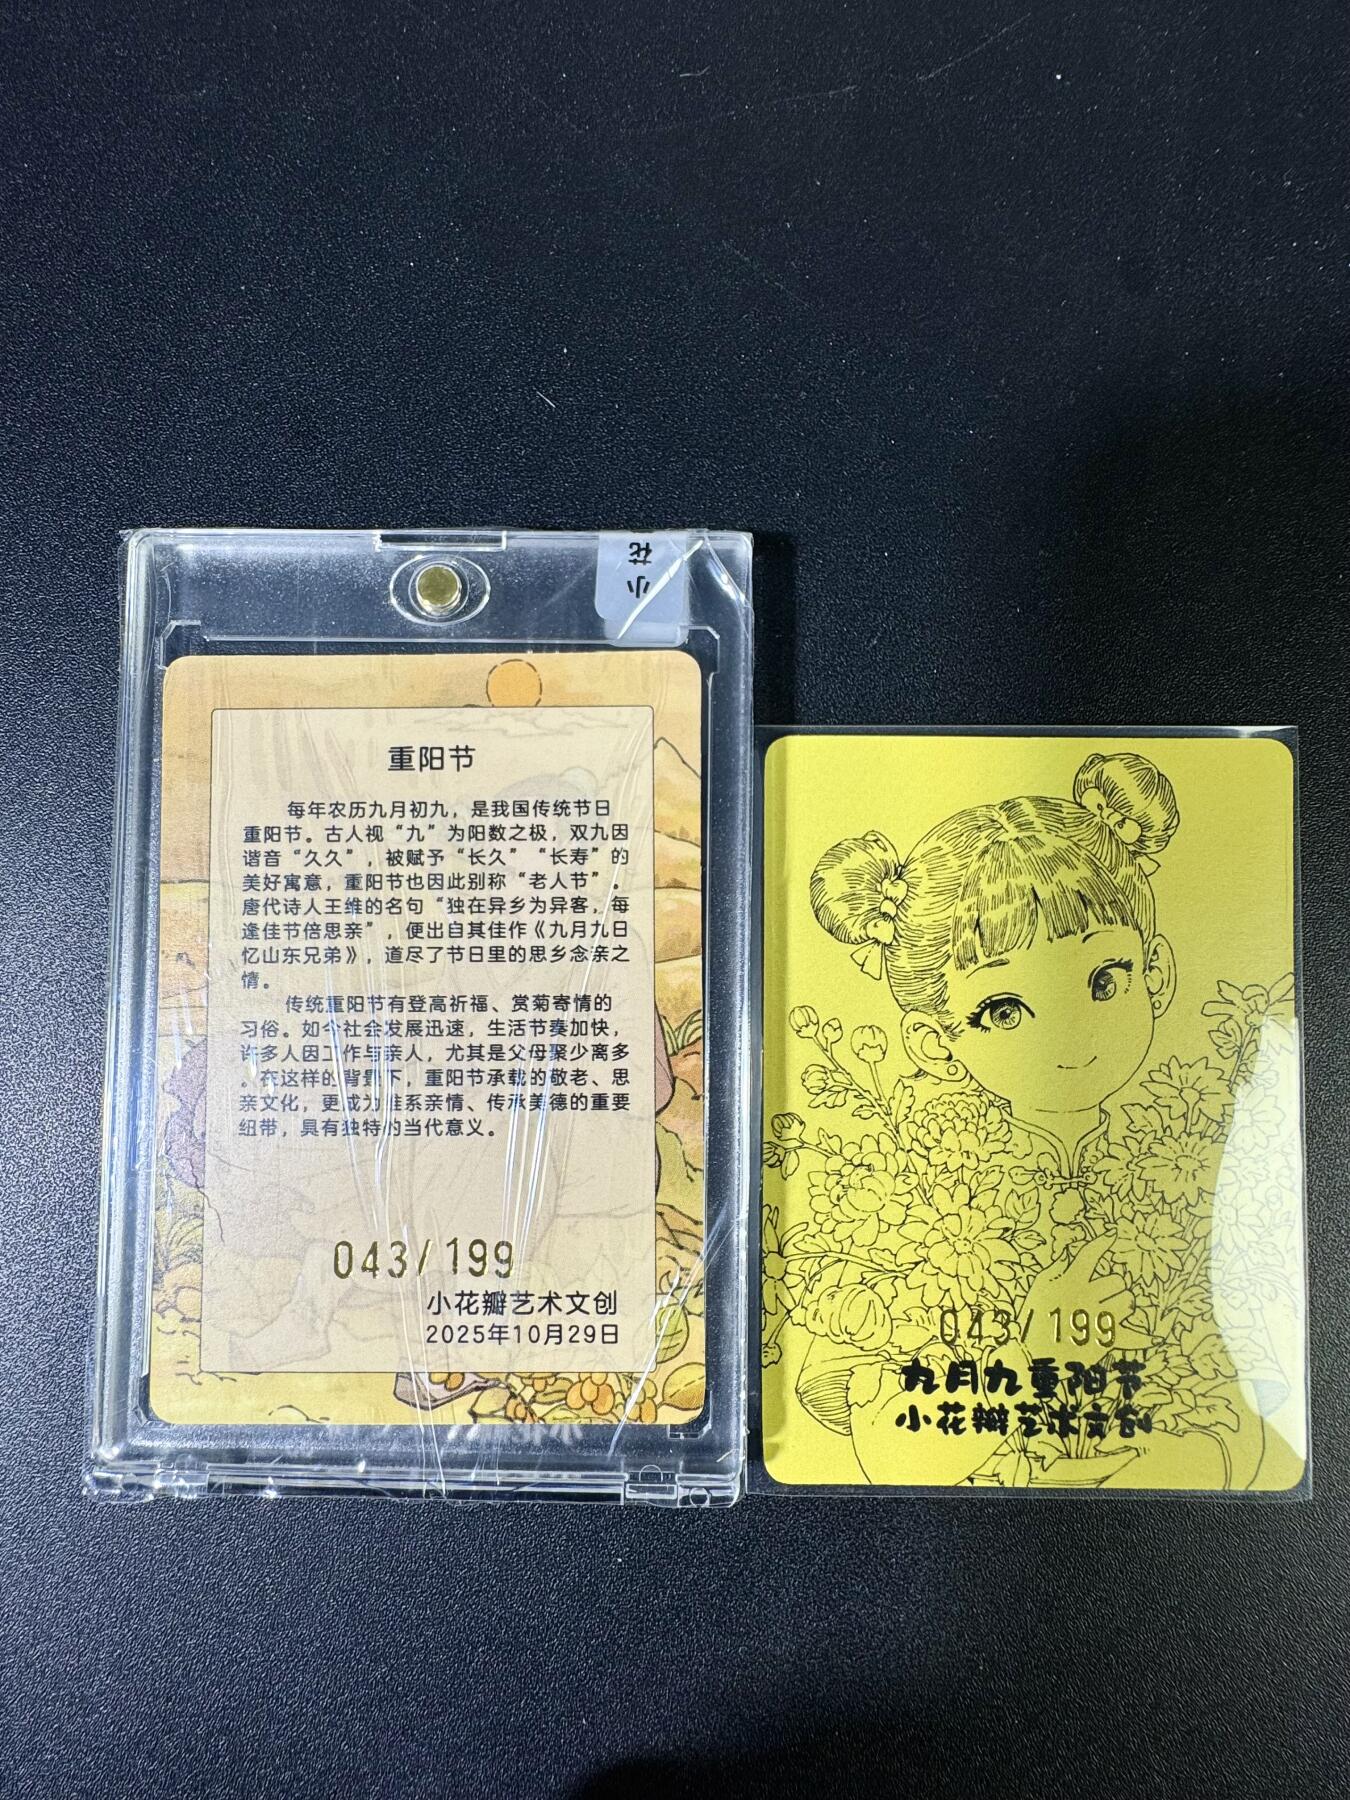 小花
重阳节
每年农历九月初九，是我国传统节日
重阳节。古人视“九”为阳数之极，双九因
谐音“久久”，被赋予“长久”“长寿”的
美好寓意，重阳节也因此别称“老人节”。
唐代诗人王维的名句“独在异乡为异客，每
逢佳节倍思亲”，便出自其佳作《九月九日
忆山东兄弟》，道尽了节日里的思乡念亲之
情。
传统重阳节有登高祈福、赏菊寄情的
习俗。如今社会发展迅速，生活节奏加快，
许多人因工作与亲人，尤其是父母聚少离多
。在这样的背景下，重阳节承载的敬老、思
亲文化，更成为维系亲情、传承美德的重要
纽带，具有独特的当代意义。
043/199
小花瓣艺术文创
2025年10月29日
043/199
九月九重阳节
小花瓣艺术文创